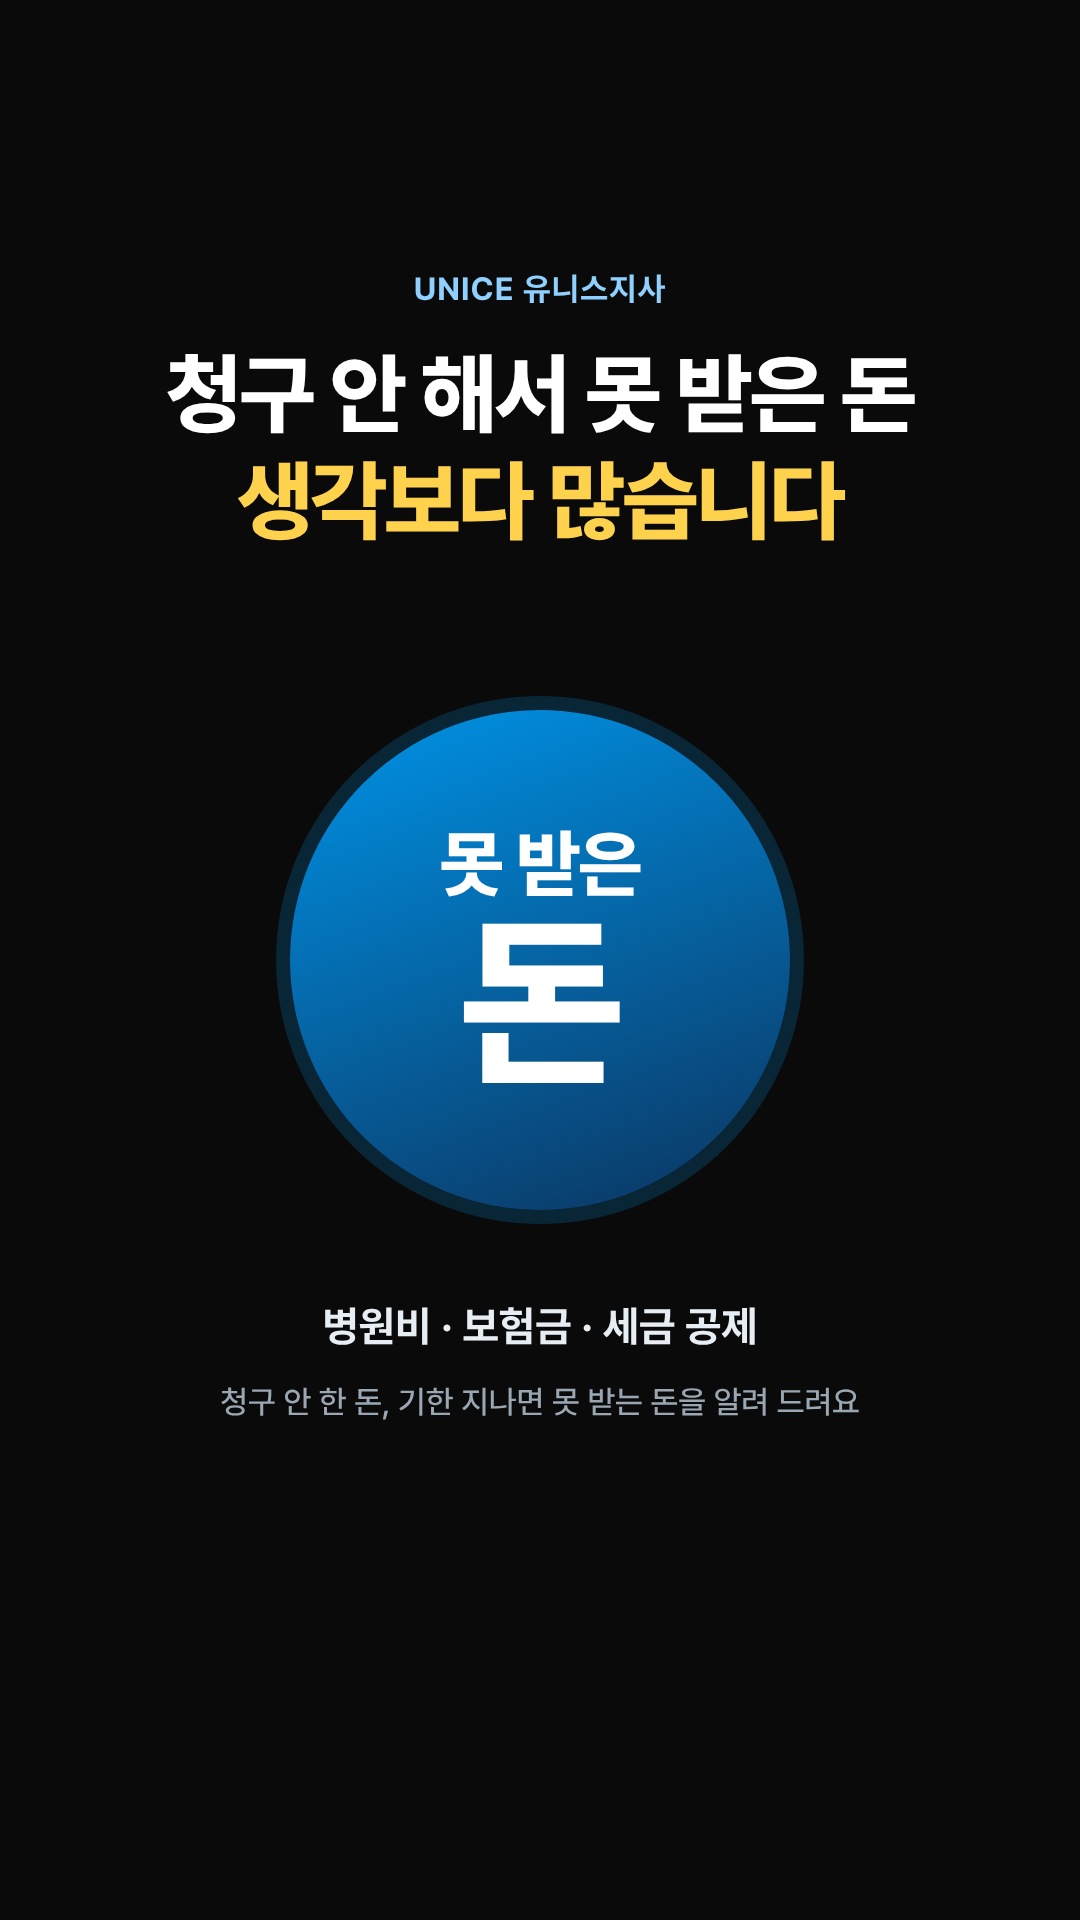 UNICE 유니스지사
청구 안 해서 못 받은 돈
생각보다 많습니다
못 받은
돈
병원비 · 보험금 · 세금 공제
청구 안 한 돈, 기한 지나면 못 받는 돈을 알려 드려요